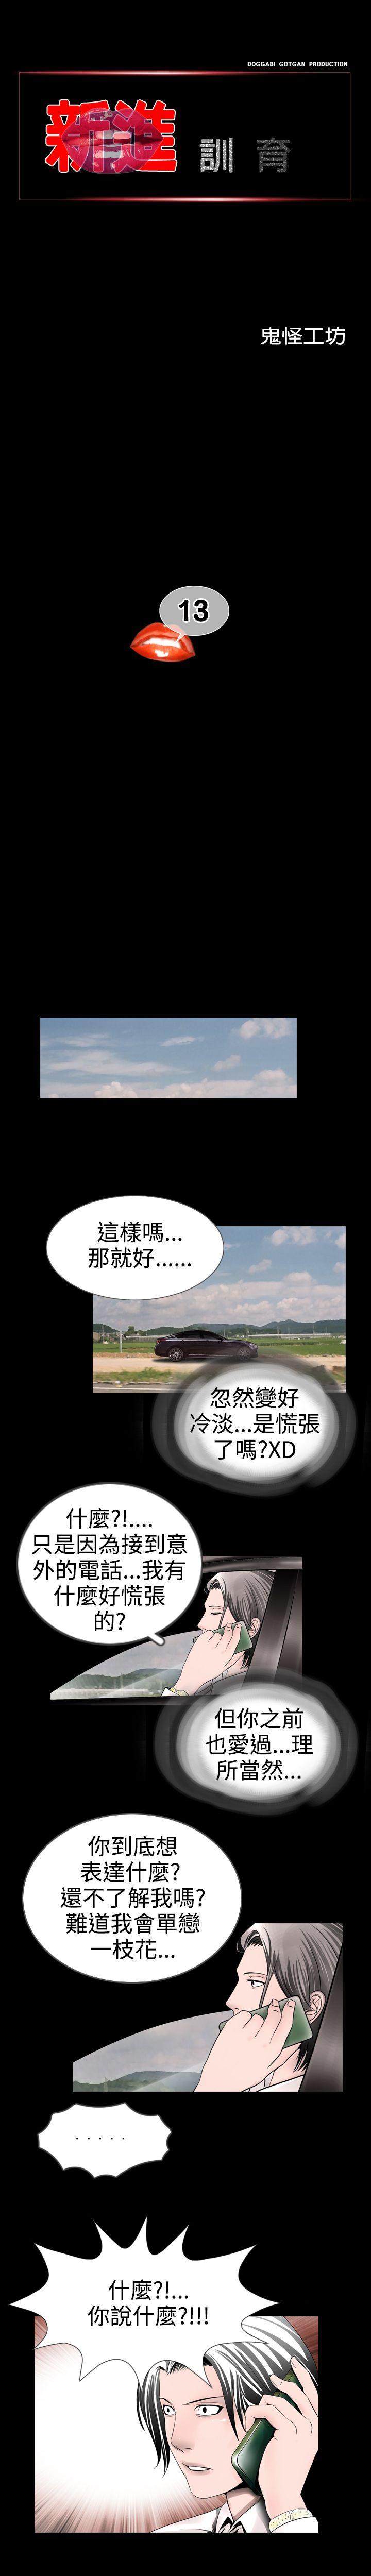 DOGGABI GOTGAN PRODUCTION
新進 訓 育
鬼怪工坊
13
這樣嗎...
那就好......
忽然變好
冷淡...是慌張
了嗎?XD
什麼?!....
只是因為接到意
外的電話...我有
什麼好慌張
的?
但你之前
也愛過...理
所當然...
你到底想
表達什麼?
還不了解我嗎?
難道我會單戀
一枝花...
.....
什麼?!...
你說什麼?!!!